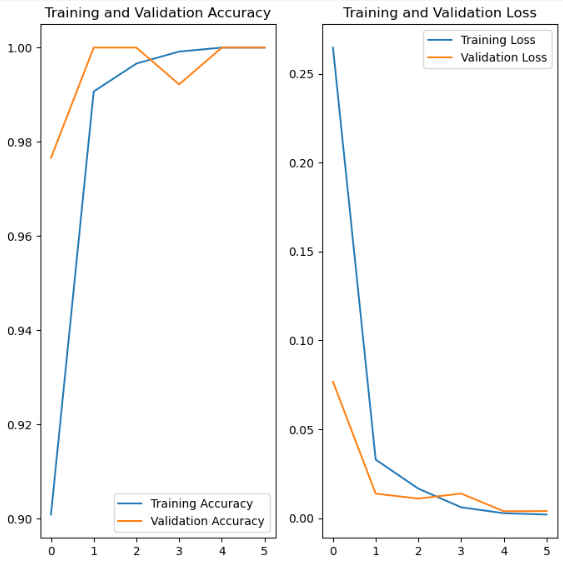 Training and Validation Accuracy
1.00
0.98
0.96
0.94
0.92
0.90
Training Accuracy
Validation Accuracy
0 1 2 3 4 5
Training and Validation Loss
Training Loss
Validation Loss
0.25
0.20
0.15
0.10
0.05
0.00
0 1 2 3 4 5